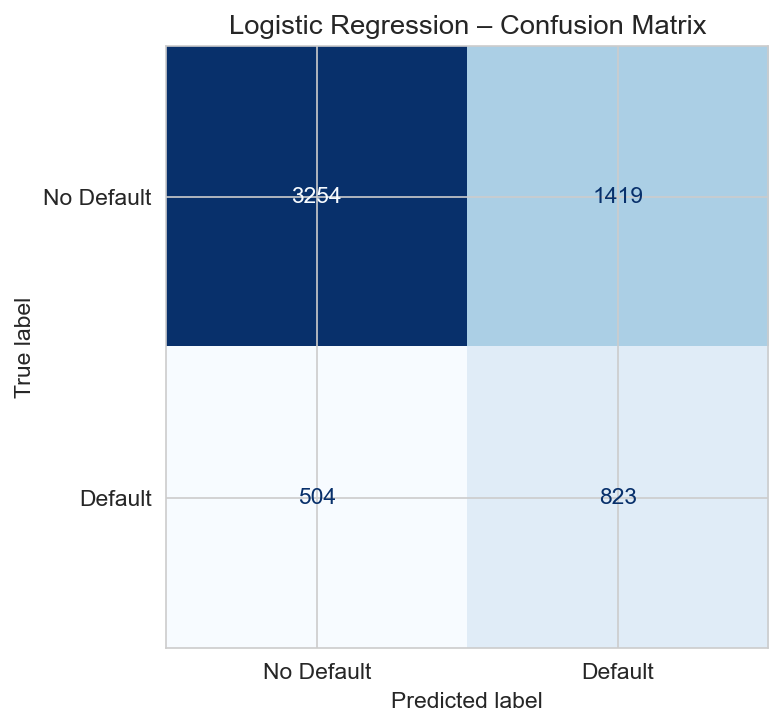 Logistic Regression – Confusion Matrix
No Default
3254
1419
True label
Default
504
823
No Default
Default
Predicted label